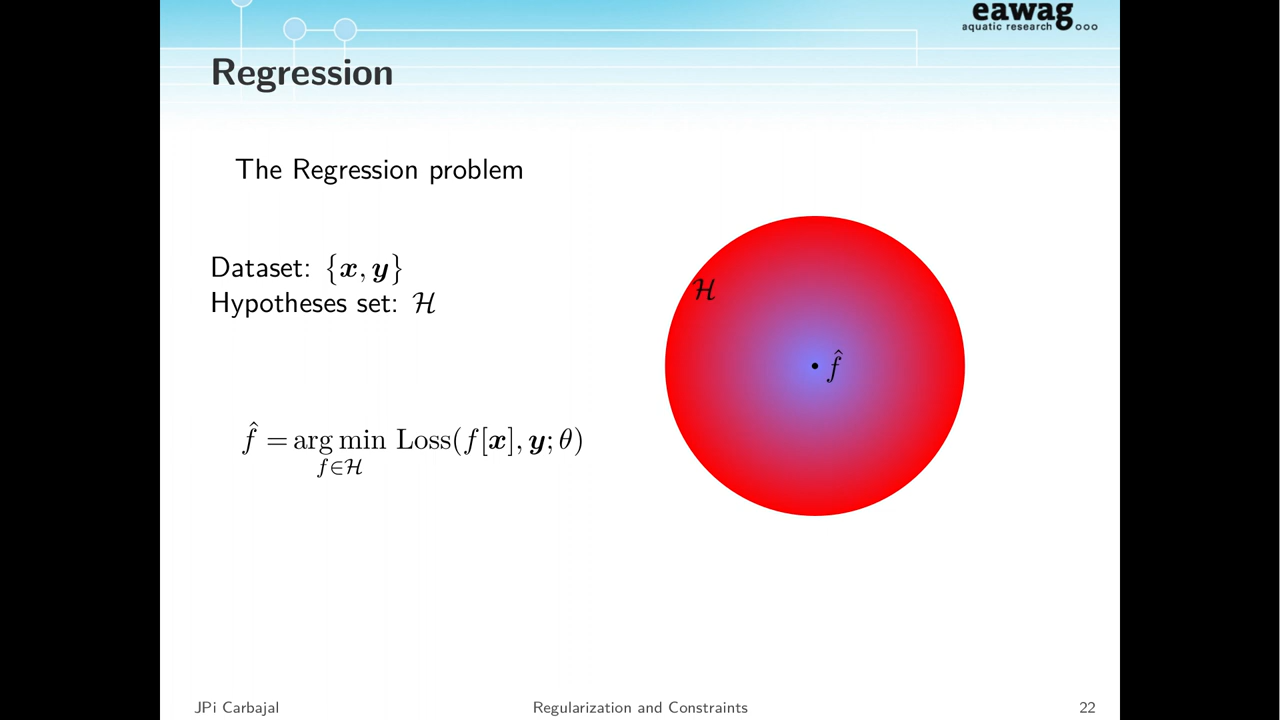 eawag
aquatic research
Regression
The Regression problem
Dataset: {x, y}
Hypotheses set: ℋ
ℋ
f̂
f̂ = arg min Loss(f[x], y; θ)
f∈ℋ
JPi Carbajal
Regularization and Constraints
22